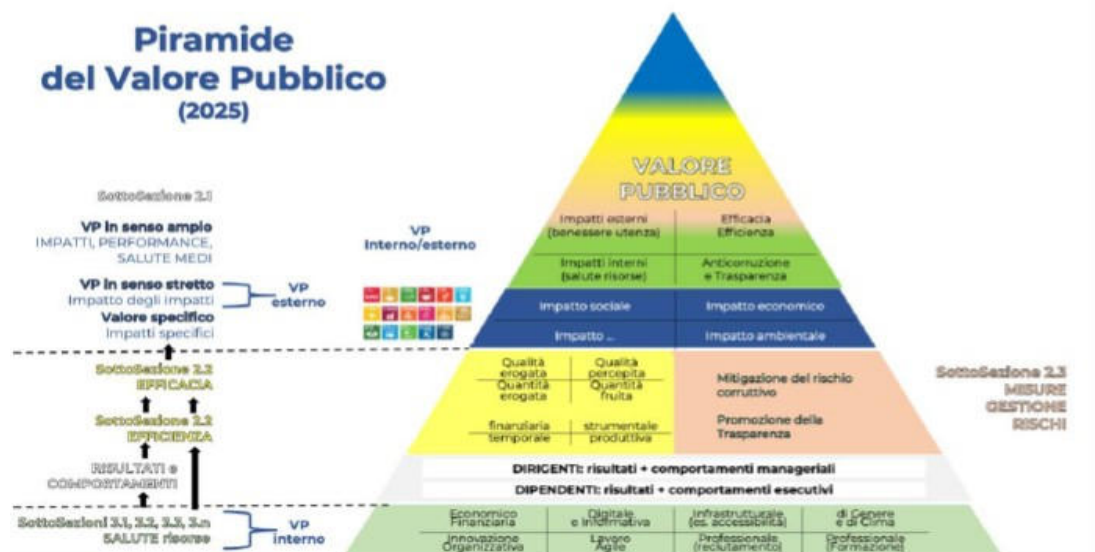 Piramide
del Valore Pubblico
(2025)
SottoSezione 2.1
VP in senso ampio
IMPATTI, PERFORMANCE,
SALUTE MEDI
VP in senso stretto
Impatto degli impatti
Valore specifico
Impatti specifici
VP
esterno
VP
Interno/esterno
SottoSezione 2.2
EFFICACIA
SottoSezione 2.2
EFFICIENZA
RISULTATI e
COMPORTAMENTI
SottoSezioni 3.1, 3.2, 3.3, 3.n
SALUTE risorse
VP
interno
VALORE
PUBBLICO
Impatti esterni
(benessere utenza)
Efficacia
Efficienza
Impatti interni
(salute risorse)
Anticorruzione
e Trasparenza
Impatto sociale
Impatto economico
Impatto ...
Impatto ambientale
Qualità
erogata
Qualità
percepita
Quantità
erogata
Quantità
fruita
finanziaria
temporale
strumentale
produttiva
Mitigazione del rischio
corruttivo
Promozione della
Trasparenza
SottoSezione 2.3
MISURE
GESTIONE
RISCHI
DIRIGENTI: risultati + comportamenti manageriali
DIPENDENTI: risultati + comportamenti esecutivi
Economico
Finanziaria
Digitale
e Informativa
Infrastrutturale
(es. accessibilità)
di Genere
e di Clima
Innovazione
Organizzativa
Lavoro
Agile
Professionale
(reclutamento)
Professionale
(Formazione)